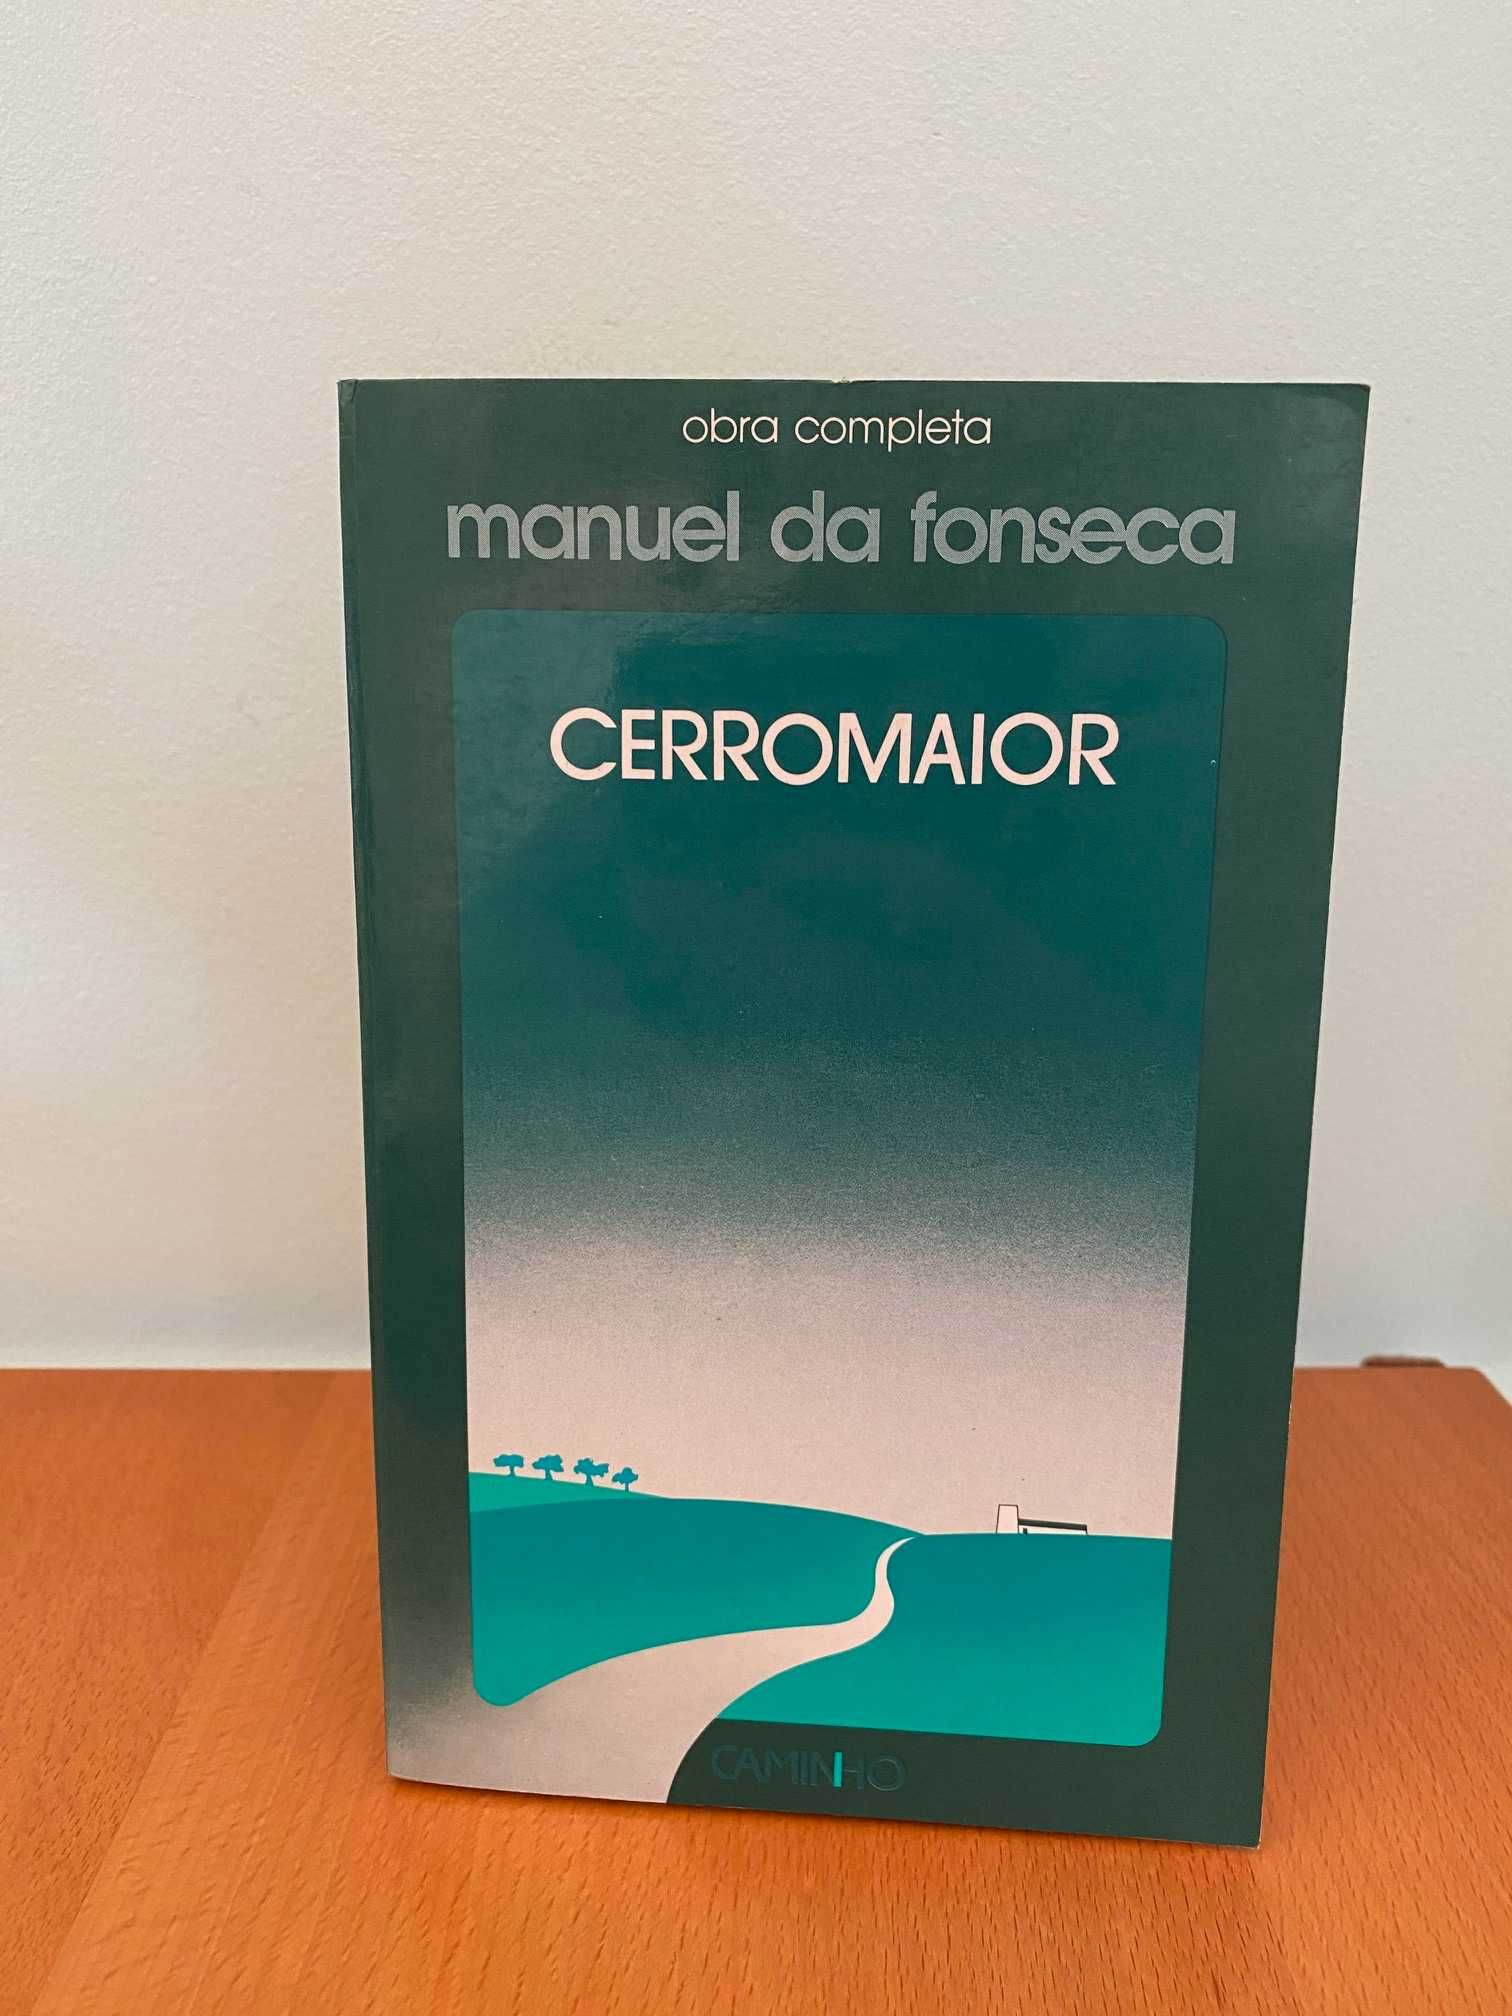 obra completa
manuel da fonseca
CERROMAIOR
CAMINHO